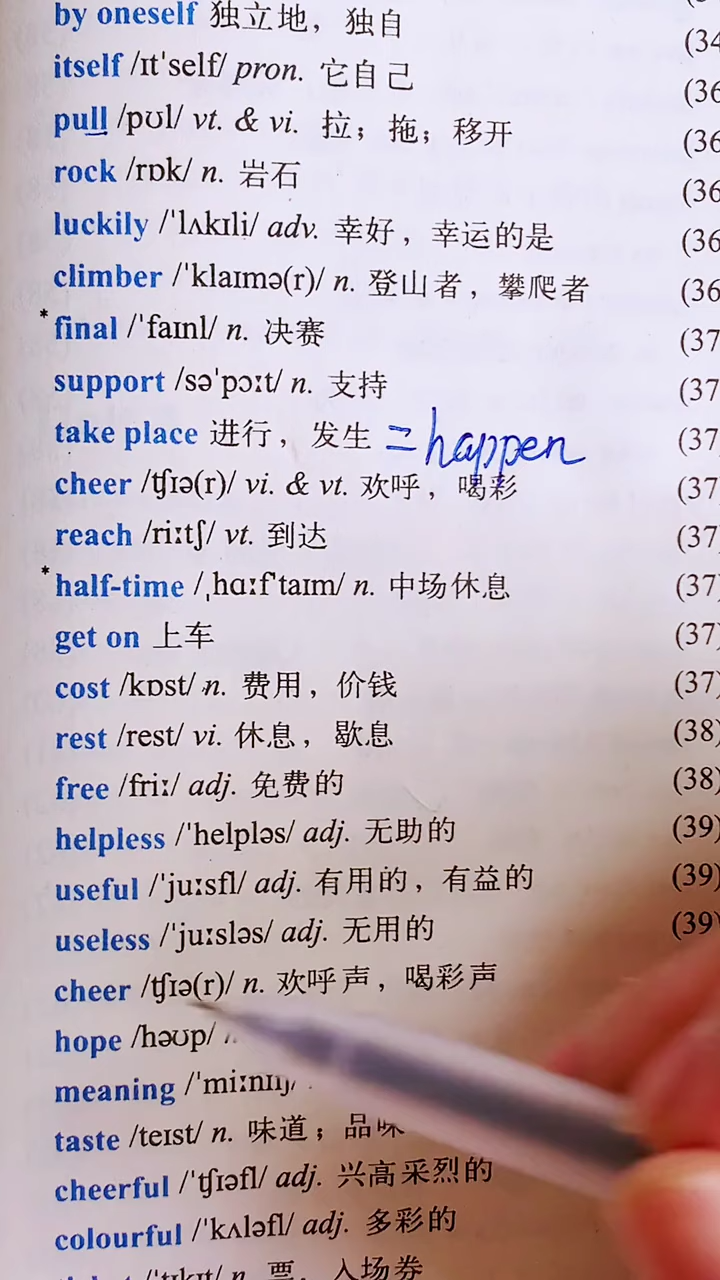 by oneself 独立地，独自
itself /ɪt'self/ pron. 它自己
(34
pull /pʊl/ vt. & vi. 拉；拖；移开
(36
rock /rɒk/ n. 岩石
(36
luckily /'lʌkɪli/ adv. 幸好，幸运的是
(36
climber /'klaɪmə(r)/ n. 登山者，攀爬者
(36
*final /'faɪnl/ n. 决赛
(36
support /sə'pɔːt/ n. 支持
(37
take place 进行，发生 = happen
(37
cheer /tʃɪə(r)/ vi. & vt. 欢呼，喝彩
(37
reach /riːtʃ/ vt. 到达
(37
*half-time /ˌhɑːf'taɪm/ n. 中场休息
(37)
get on 上车
(37)
cost /kɒst/ n. 费用，价钱
(37)
rest /rest/ vi. 休息，歇息
(38)
free /friː/ adj. 免费的
(38)
helpless /'helpləs/ adj. 无助的
(39)
useful /'juːsfl/ adj. 有用的，有益的
(39)
useless /'juːsləs/ adj. 无用的
(39)
cheer /tʃɪə(r)/ n. 欢呼声，喝彩声
hope /həʊp/
meaning /'miːnɪŋ/
taste /teɪst/ n. 味道；品味
cheerful /'tʃɪəfl/ adj. 兴高采烈的
colourful /'kʌləfl/ adj. 多彩的
n. 票，入场券